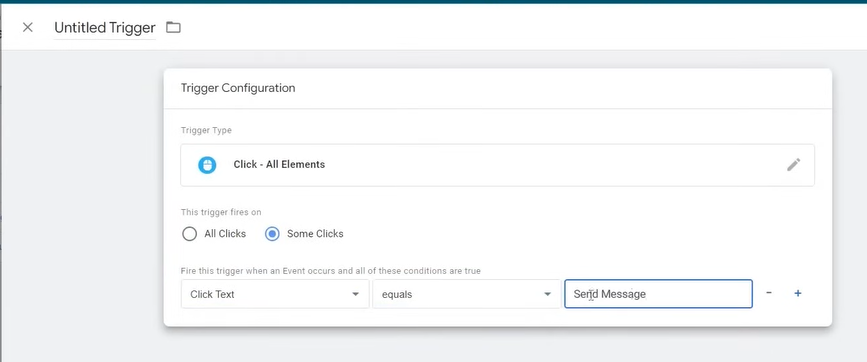 Untitled Trigger
Trigger Configuration
Trigger Type
Click - All Elements
This trigger fires on
All Clicks Some Clicks
Fire this trigger when an Event occurs and all of these conditions are true
Click Text equals Send Message - +